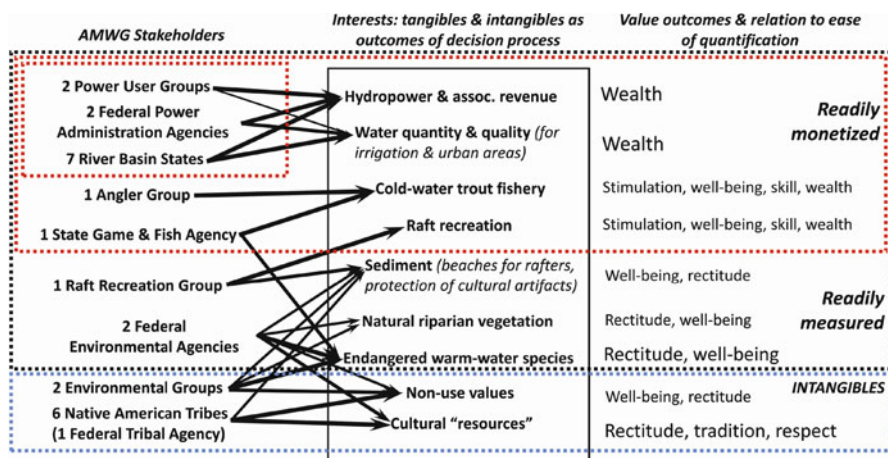 AMWG Stakeholders
Interests: tangibles & intangibles as
outcomes of decision process
Value outcomes & relation to ease
of quantification
2 Power User Groups
2 Federal Power
Administration Agencies
7 River Basin States
1 Angler Group
1 State Game & Fish Agency
1 Raft Recreation Group
2 Federal
Environmental Agencies
2 Environmental Groups
6 Native American Tribes
(1 Federal Tribal Agency)
Hydropower & assoc. revenue
Water quantity & quality (for
irrigation & urban areas)
Cold-water trout fishery
Raft recreation
Sediment (beaches for rafters,
protection of cultural artifacts)
Natural riparian vegetation
Endangered warm-water species
Non-use values
Cultural “resources”
Wealth
Wealth
Stimulation, well-being, skill, wealth
Stimulation, well-being, skill, wealth
Well-being, rectitude
Rectitude, well-being
Rectitude, well-being
Well-being, rectitude
Rectitude, tradition, respect
Readily
monetized
Readily
measured
INTANGIBLES